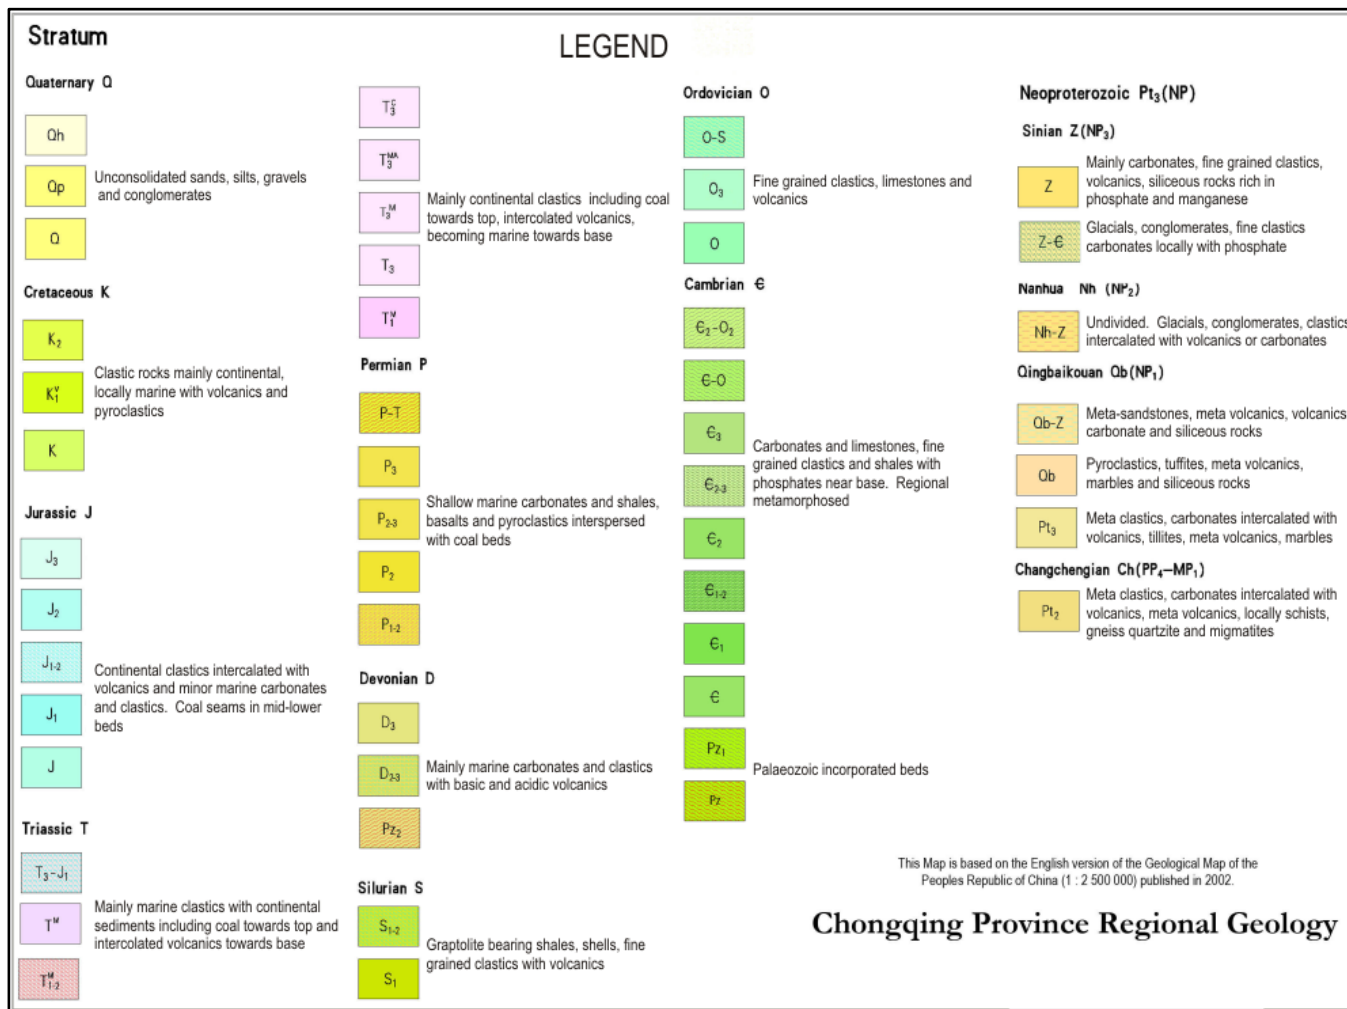 Stratum
LEGEND
Quaternary Q
Qh
Qp
Q
Unconsolidated sands, silts, gravels
and conglomerates
Cretaceous K
K₂
K₁ᵛ
K
Clastic rocks mainly continental,
locally marine with volcanics and
pyroclastics
Jurassic J
J₃
J₂
J₁₋₂
J₁
J
Continental clastics intercalated with
volcanics and minor marine carbonates
and clastics. Coal seams in mid-lower
beds
Triassic T
T₃-J₁
Tᴹ
T₁₋₂ᴹ
Mainly marine clastics with continental
sediments including coal towards top and
intercolated volcanics towards base
T₃ᶜ
T₃ᴹᴬ
T₃ᴹ
T₃
T₁ᴹ
Mainly continental clastics including coal
towards top, intercolated volcanics,
becoming marine towards base
Permian P
P-T
P₃
P₂₋₃
P₂
P₁₋₂
Shallow marine carbonates and shales,
basalts and pyroclastics interspersed
with coal beds
Devonian D
D₃
D₂₋₃
Pz₂
Mainly marine carbonates and clastics
with basic and acidic volcanics
Silurian S
S₁₋₂
S₁
Graptolite bearing shales, shells, fine
grained clastics with volcanics
Ordovician O
O-S
O₃
O
Fine grained clastics, limestones and
volcanics
Cambrian Є
Є₂-O₂
Є-O
Є₃
Є₂₋₃
Є₂
Є₁₋₂
Є₁
Є
Carbonates and limestones, fine
grained clastics and shales with
phosphates near base. Regional
metamorphosed
Pz₁
Pz
Palaeozoic incorporated beds
Neoproterozoic Pt₃(NP)
Sinian Z(NP₃)
Z
Mainly carbonates, fine grained clastics,
volcanics, siliceous rocks rich in
phosphate and manganese
Z-Є
Glacials, conglomerates, fine clastics
carbonates locally with phosphate
Nanhua Nh (NP₂)
Nh-Z
Undivided. Glacials, conglomerates, clastics
intercalated with volcanics or carbonates
Qingbaikouan Qb(NP₁)
Qb-Z
Meta-sandstones, meta volcanics, volcanics
carbonate and siliceous rocks
Qb
Pyroclastics, tuffites, meta volcanics,
marbles and siliceous rocks
Pt₃
Meta clastics, carbonates intercalated with
volcanics, tillites, meta volcanics, marbles
Changchengian Ch(PP₄-MP₁)
Pt₂
Meta clastics, carbonates intercalated with
volcanics, meta volcanics, locally schists,
gneiss quartzite and migmatites
This Map is based on the English version of the Geological Map of the
Peoples Republic of China (1 : 2 500 000) published in 2002.
Chongqing Province Regional Geology